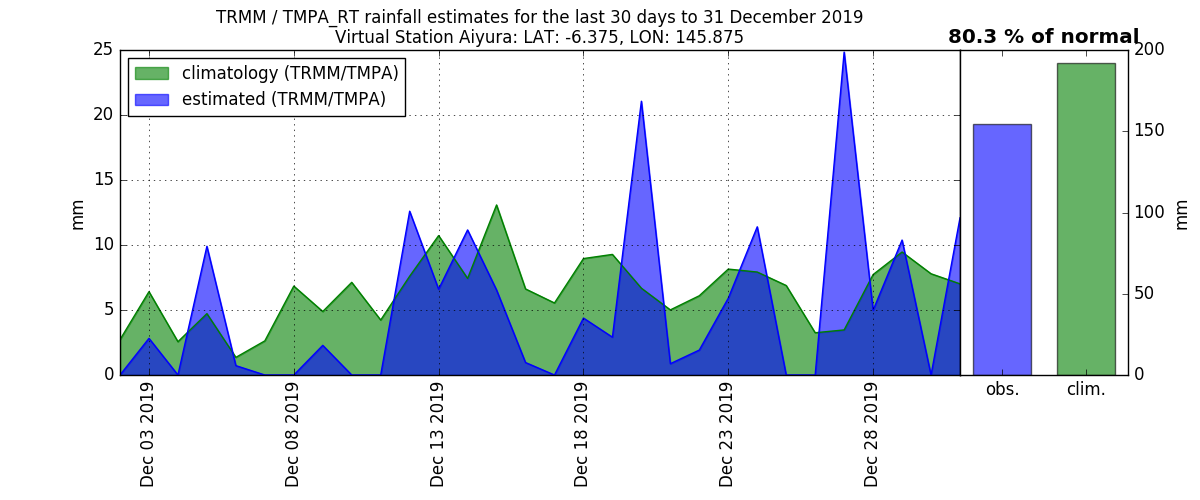 TRMM / TMPA_RT rainfall estimates for the last 30 days to 31 December 2019
Virtual Station Aiyura: LAT: -6.375, LON: 145.875
80.3 % of normal
climatology (TRMM/TMPA)
estimated (TRMM/TMPA)
25
20
15
10
5
0
mm
Dec 03 2019
Dec 08 2019
Dec 13 2019
Dec 18 2019
Dec 23 2019
Dec 28 2019
200
150
100
50
0
mm
obs.
clim.